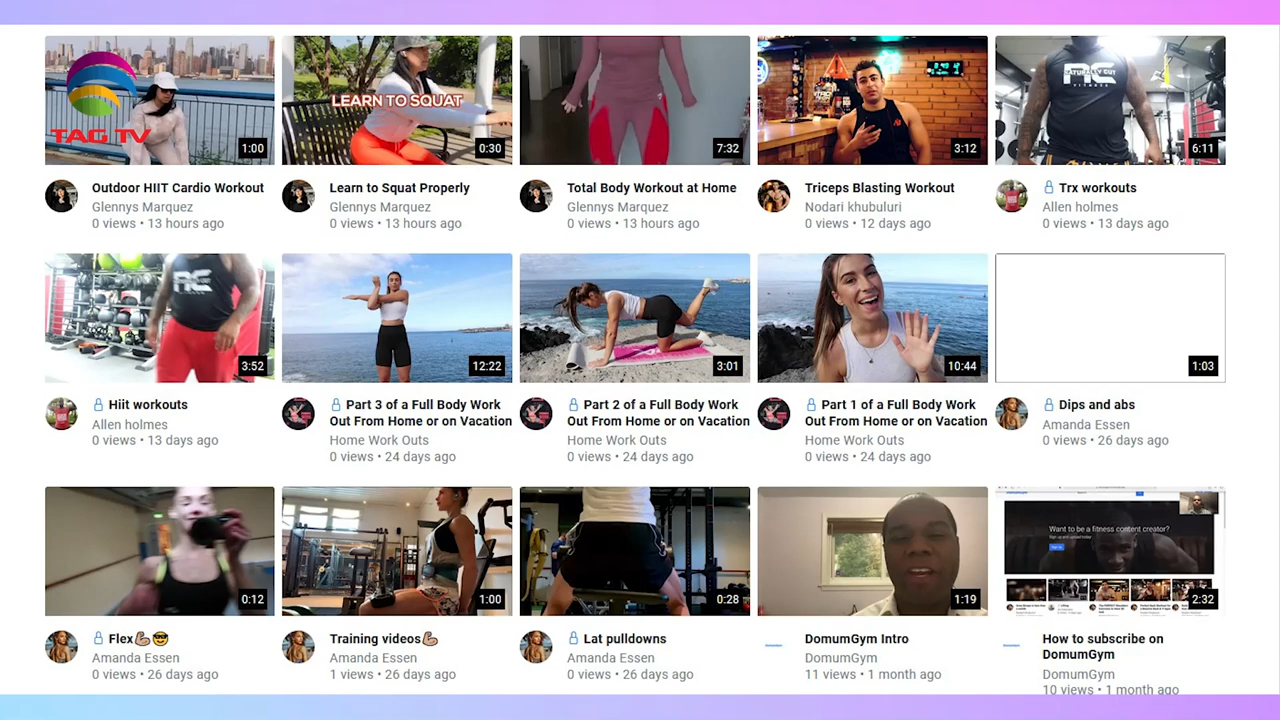 TAG TV
LEARN TO SQUAT
NATURALLY CUT
FITNESS
1:00
0:30
7:32
3:12
6:11
Outdoor HIIT Cardio Workout
Glennys Marquez
0 views • 13 hours ago
Learn to Squat Properly
Glennys Marquez
0 views • 13 hours ago
Total Body Workout at Home
Glennys Marquez
0 views • 13 hours ago
Triceps Blasting Workout
Nodari khubuluri
0 views • 12 days ago
Trx workouts
Allen holmes
0 views • 13 days ago
3:52
12:22
3:01
10:44
1:03
Hiit workouts
Allen holmes
0 views • 13 days ago
Part 3 of a Full Body Work
Out From Home or on Vacation
Home Work Outs
0 views • 24 days ago
Part 2 of a Full Body Work
Out From Home or on Vacation
Home Work Outs
0 views • 24 days ago
Part 1 of a Full Body Work
Out From Home or on Vacation
Home Work Outs
0 views • 24 days ago
Dips and abs
Amanda Essen
0 views • 26 days ago
Want to be a fitness content creator?
Sign up and upload today
0:12
1:00
0:28
1:19
2:32
Flex💪😎
Amanda Essen
0 views • 26 days ago
Training videos💪
Amanda Essen
1 views • 26 days ago
Lat pulldowns
Amanda Essen
0 views • 26 days ago
DomumGym Intro
DomumGym
11 views • 1 month ago
How to subscribe on
DomumGym
DomumGym
10 views • 1 month ago